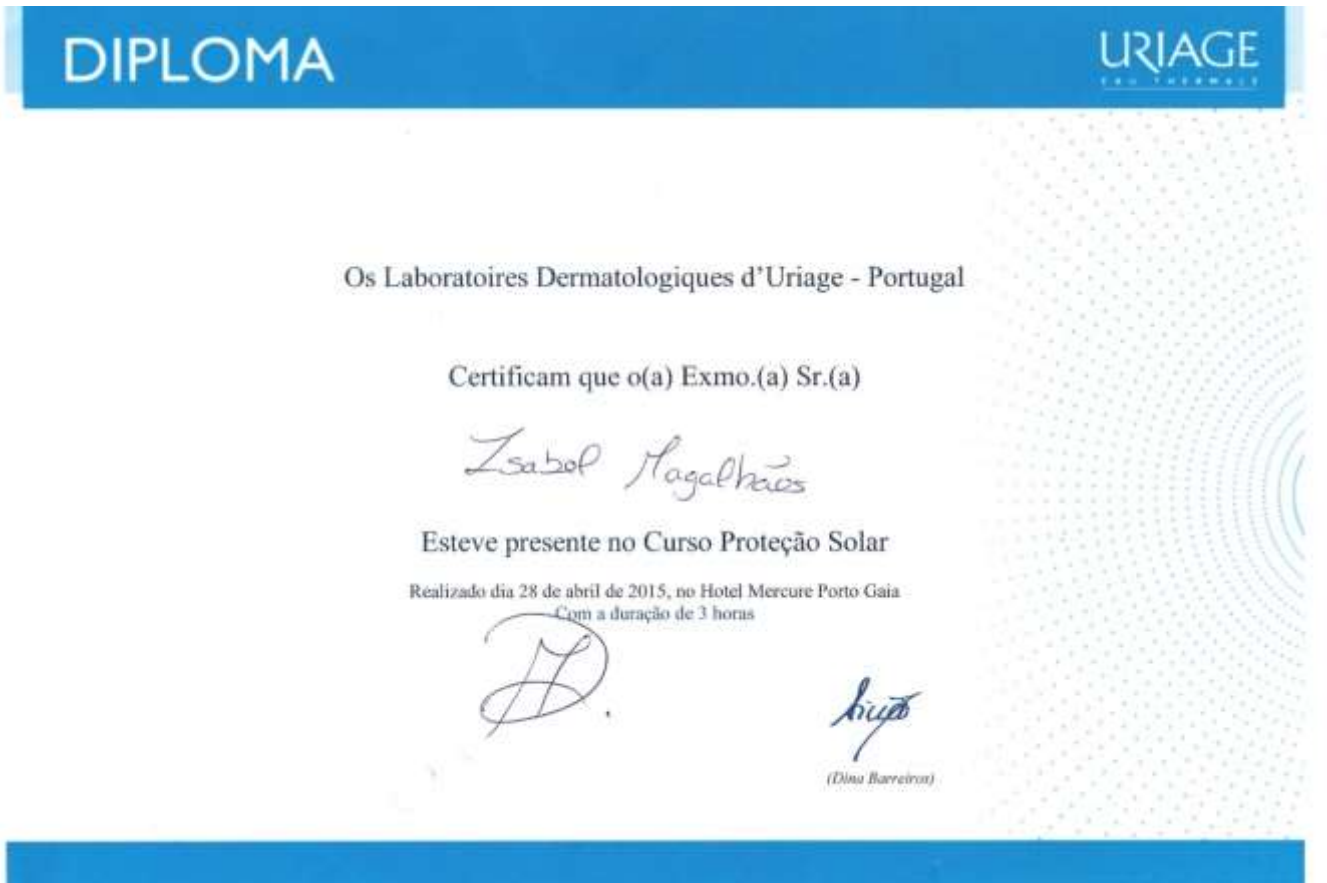 DIPLOMA
URIAGE
EAU THERMALE
Os Laboratoires Dermatologiques d'Uriage - Portugal
Certificam que o(a) Exmo.(a) Sr.(a)
Isabel Magalhães
Esteve presente no Curso Proteção Solar
Realizado dia 28 de abril de 2015, no Hotel Mercure Porto Gaia
Com a duração de 3 horas
(Dina Barreiros)